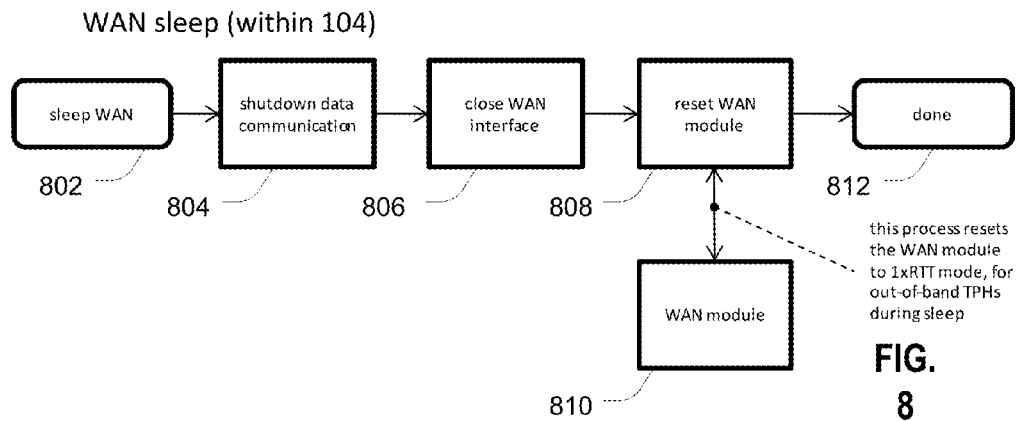 WAN sleep (within 104)
sleep WAN
shutdown data
communication
close WAN
interface
reset WAN
module
done
802
804
806
808
812
this process resets
the WAN module
to 1xRTT mode, for
out-of-band TPHs
during sleep
WAN module
810
FIG.
8